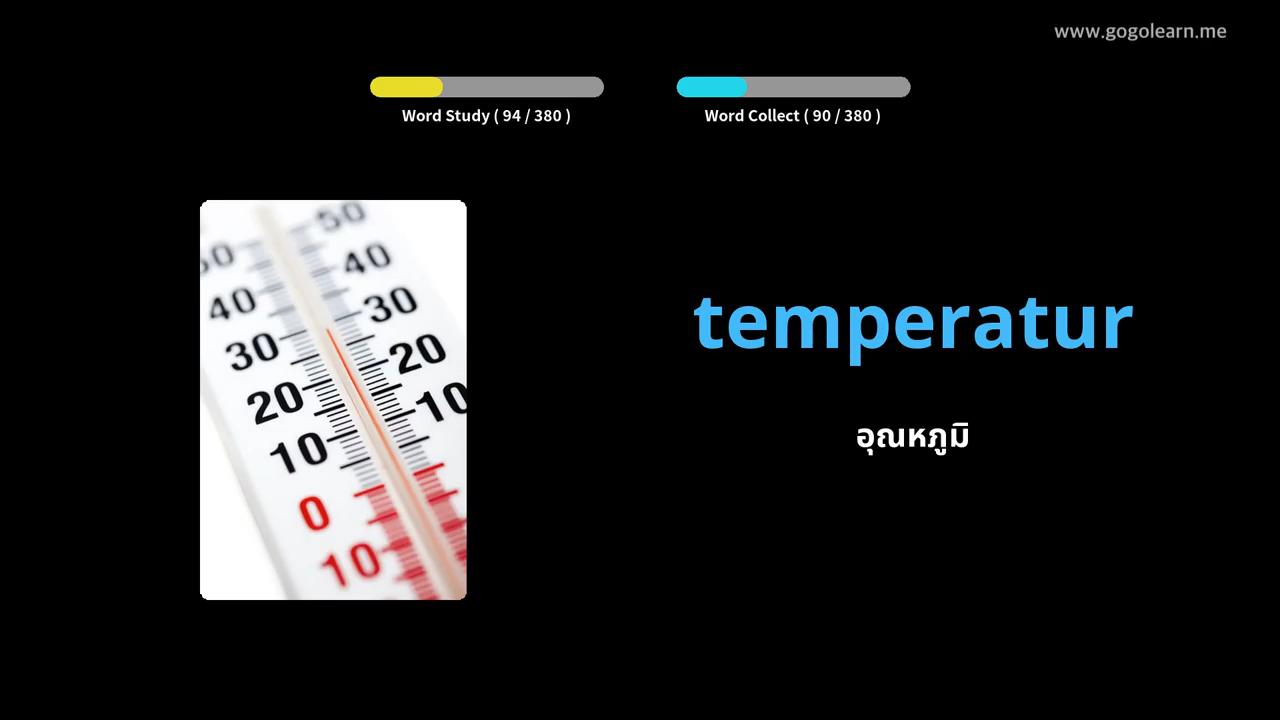 www.gogolearn.me
Word Study ( 94 / 380 )
Word Collect ( 90 / 380 )
50
50
40
40
30
30
20
20
10
10
0
10
temperatur
อุณหภูมิ